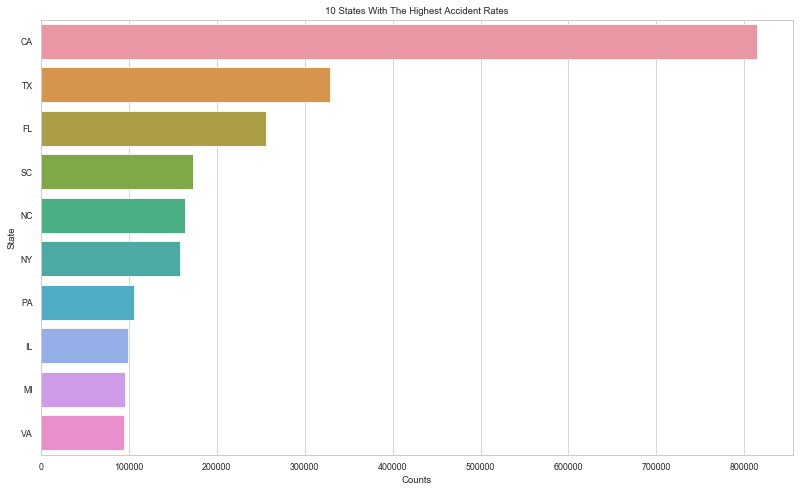 10 States With The Highest Accident Rates
CA
TX
FL
SC
NC
NY
PA
IL
MI
VA
State
0 100000 200000 300000 400000 500000 600000 700000 800000
Counts